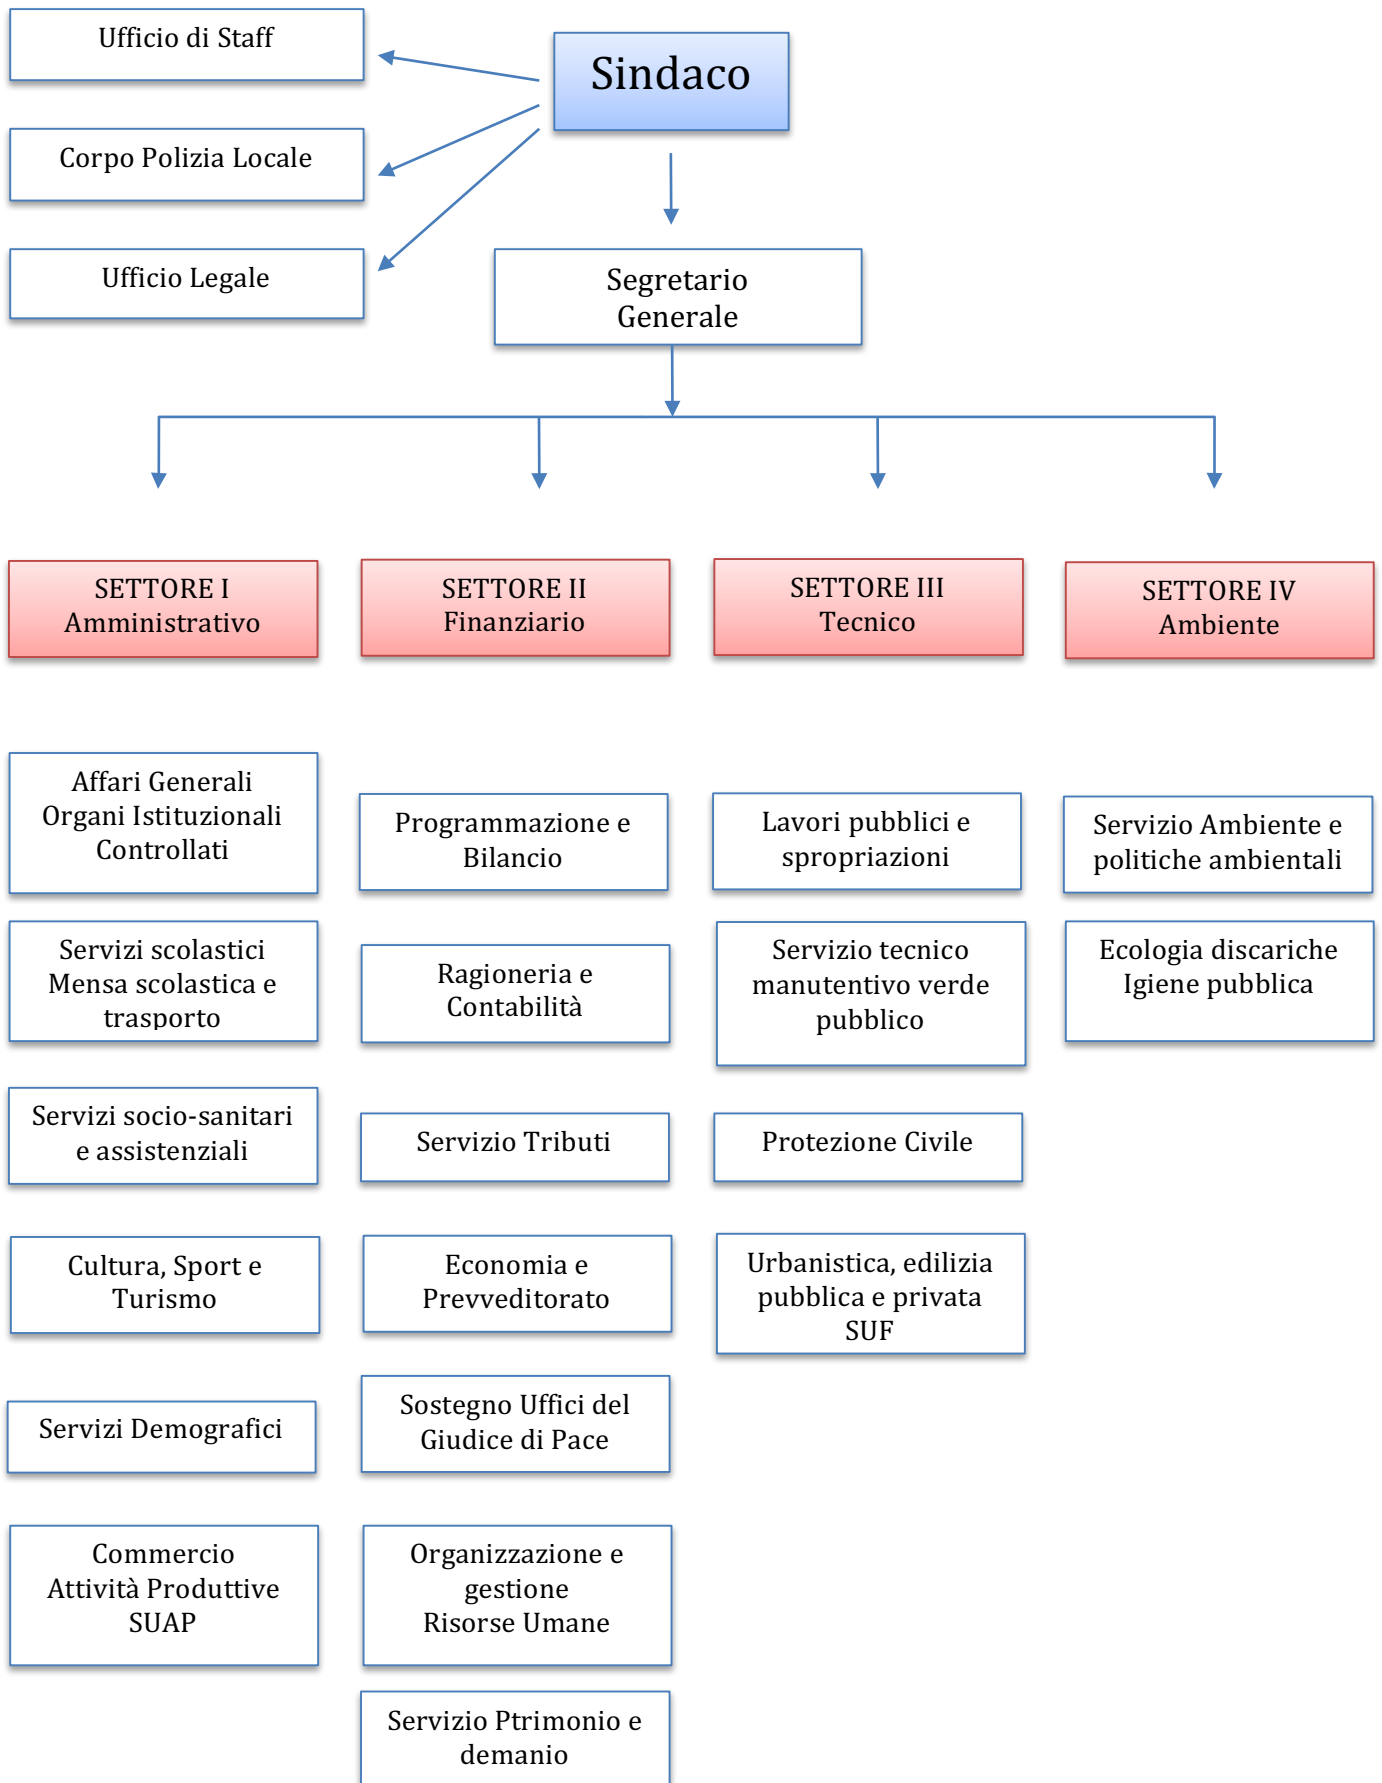 Ufficio di Staff
Sindaco
Corpo Polizia Locale
Ufficio Legale
Segretario
Generale
SETTORE I
Amministrativo
SETTORE II
Finanziario
SETTORE III
Tecnico
SETTORE IV
Ambiente
Affari Generali
Organi Istituzionali
Controllati
Servizi scolastici
Mensa scolastica e
trasporto
Servizi socio-sanitari
e assistenziali
Cultura, Sport e
Turismo
Servizi Demografici
Commercio
Attività Produttive
SUAP
Programmazione e
Bilancio
Ragioneria e
Contabilità
Servizio Tributi
Economia e
Prevveditorato
Sostegno Uffici del
Giudice di Pace
Organizzazione e
gestione
Risorse Umane
Servizio Ptrimonio e
demanio
Lavori pubblici e
spropriazioni
Servizio tecnico
manutentivo verde
pubblico
Protezione Civile
Urbanistica, edilizia
pubblica e privata
SUF
Servizio Ambiente e
politiche ambientali
Ecologia discariche
Igiene pubblica